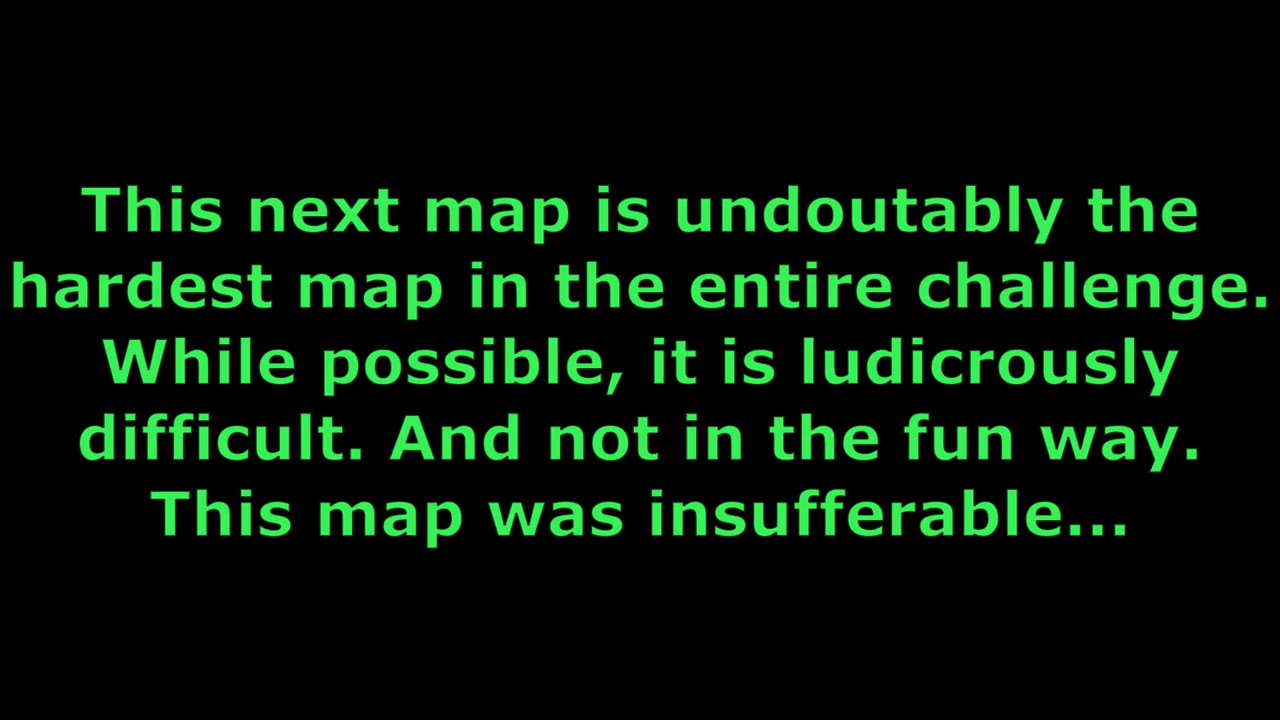 This next map is undoutably the
hardest map in the entire challenge.
While possible, it is ludicrously
difficult. And not in the fun way.
This map was insufferable...